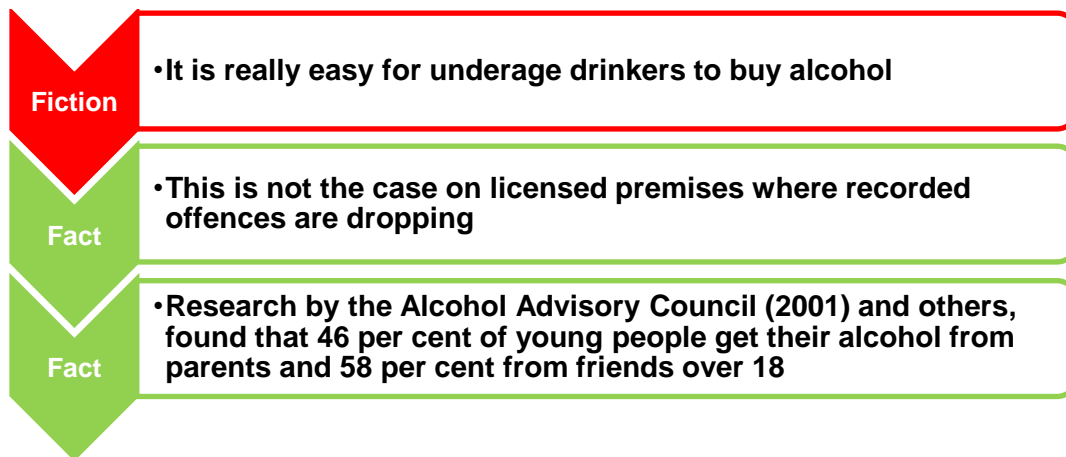 Fiction
•It is really easy for underage drinkers to buy alcohol
Fact
•This is not the case on licensed premises where recorded
offences are dropping
Fact
•Research by the Alcohol Advisory Council (2001) and others,
found that 46 per cent of young people get their alcohol from
parents and 58 per cent from friends over 18